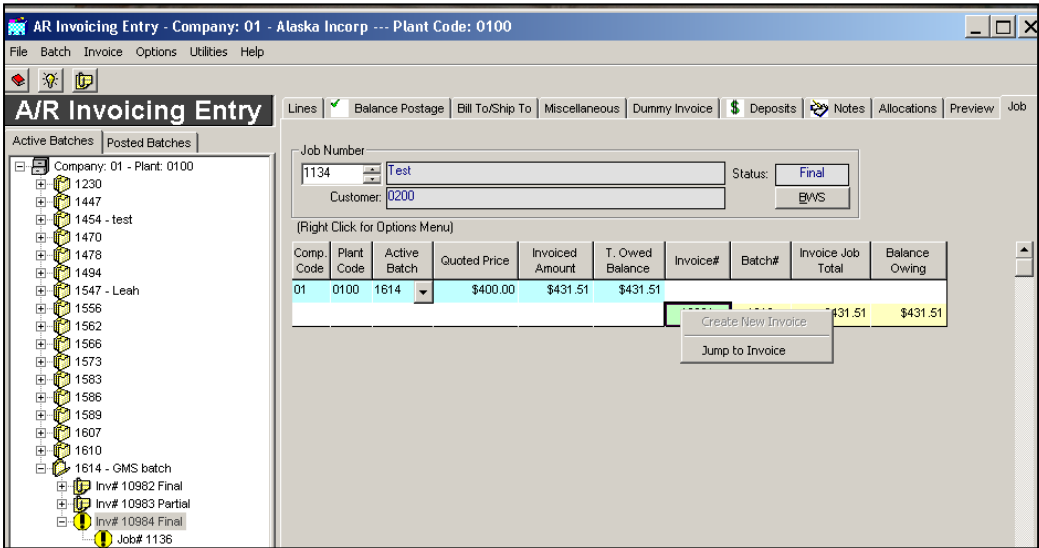 AR Invoicing Entry - Company: 01 - Alaska Incorp --- Plant Code: 0100
File Batch Invoice Options Utilities Help
A/R Invoicing Entry
Lines Balance Postage Bill To/Ship To Miscellaneous Dummy Invoice $ Deposits Notes Allocations Preview Job
Active Batches Posted Batches
Company: 01 - Plant: 0100
1230
1447
1454 - test
1470
1478
1494
1547 - Leah
1556
1562
1566
1573
1583
1586
1589
1607
1610
1614 - GMS batch
Inv# 10982 Final
Inv# 10983 Partial
Inv# 10984 Final
Job# 1136
Job Number
1134 Test Status: Final
Customer: 0200 BWS
(Right Click for Options Menu)
Comp. Code Plant Code Active Batch Quoted Price Invoiced Amount T. Owed Balance Invoice# Batch# Invoice Job Total Balance Owing
01 0100 1614 $400.00 $431.51 $431.51
$431.51 $431.51
Create New Invoice
Jump to Invoice